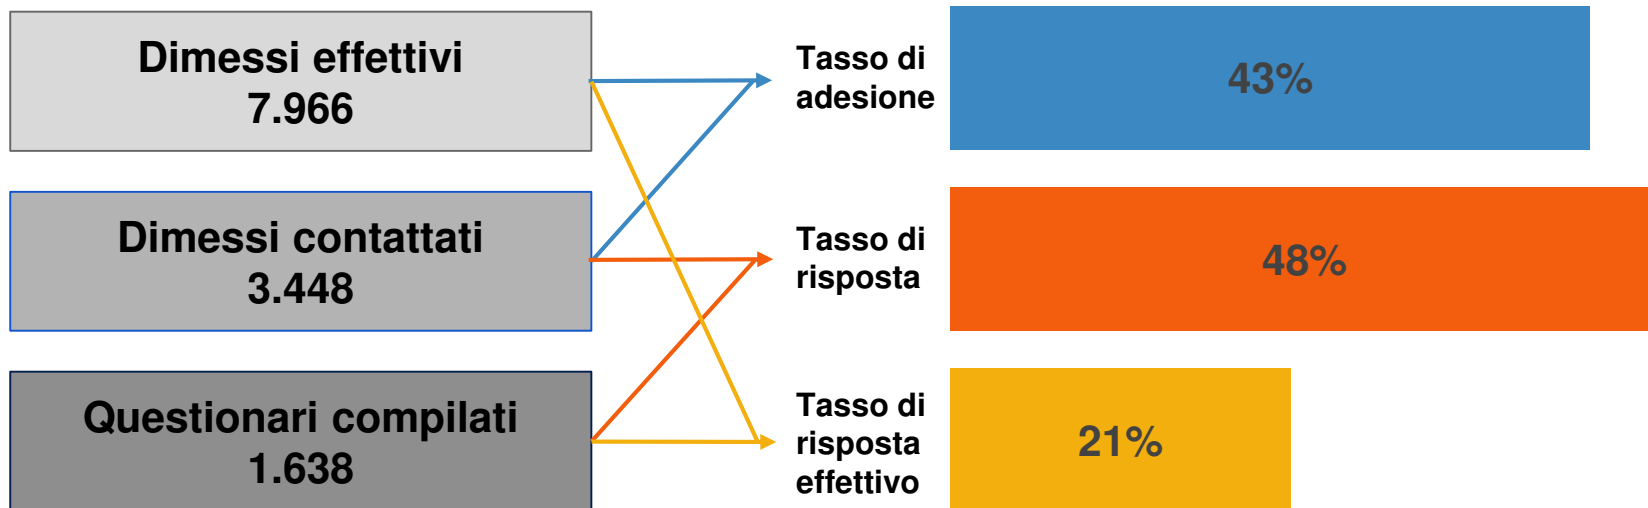 Dimessi effettivi
7.966
Tasso di
adesione
43%
Dimessi contattati
3.448
Tasso di
risposta
48%
Questionari compilati
1.638
Tasso di
risposta
effettivo
21%